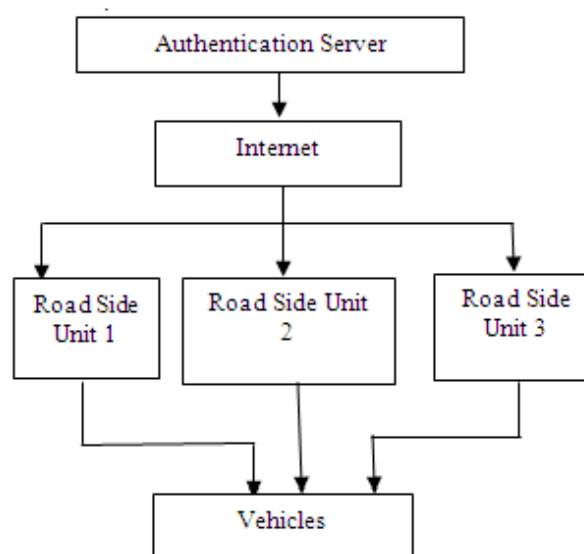 Authentication Server
Internet
Road Side
Unit 1
Road Side Unit
2
Road Side
Unit 3
Vehicles